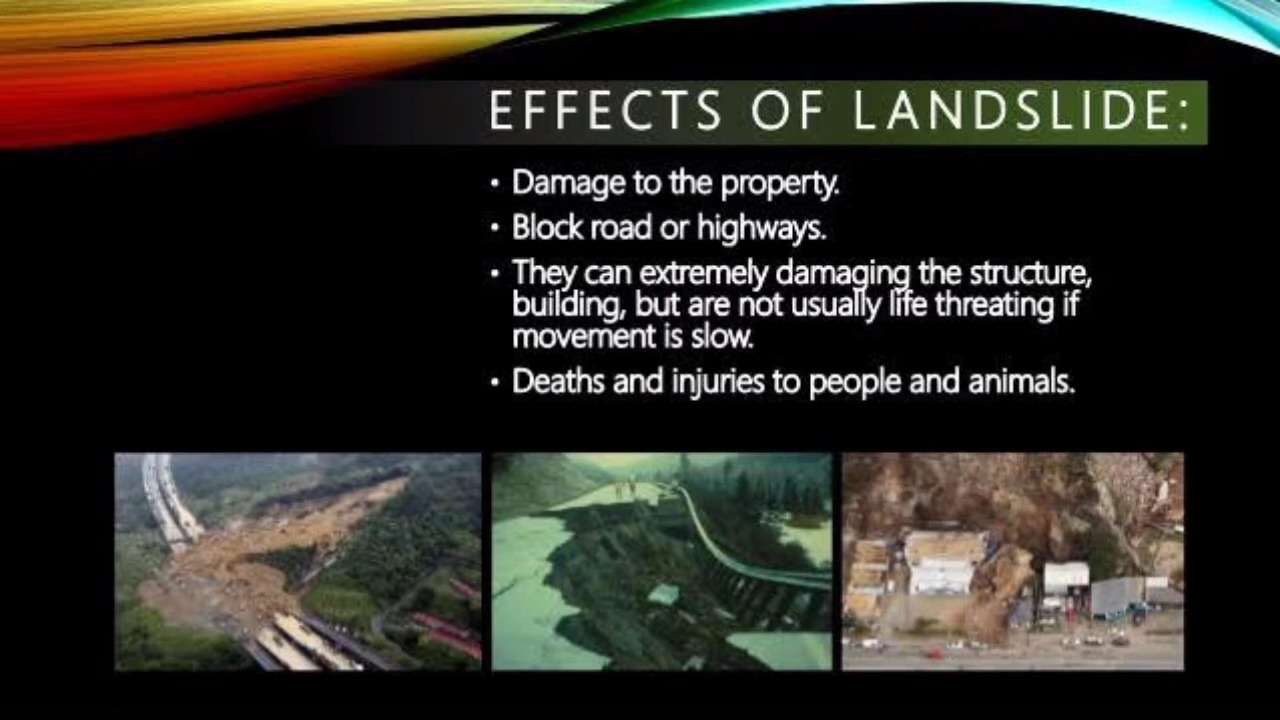 EFFECTS OF LANDSLIDE:
• Damage to the property.
• Block road or highways.
• They can extremely damaging the structure,
building, but are not usually life threating if
movement is slow.
• Deaths and injuries to people and animals.